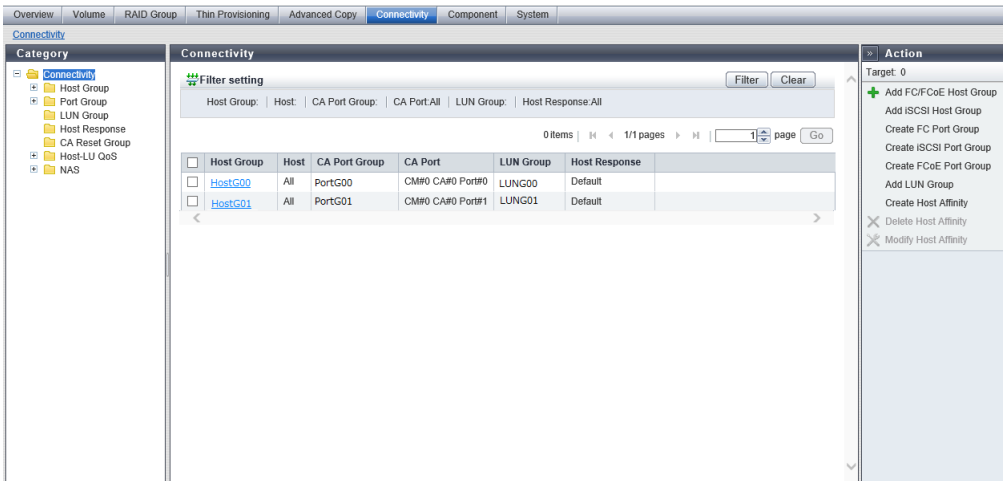 Overview Volume RAID Group Thin Provisioning Advanced Copy Connectivity Component System
Connectivity
Category
Connectivity
Host Group
Port Group
LUN Group
Host Response
CA Reset Group
Host-LU QoS
NAS
Connectivity
Filter setting Filter Clear
Host Group: Host: CA Port Group: CA Port:All LUN Group: Host Response:All
0 items 1/1 pages 1 page Go
Host Group Host CA Port Group CA Port LUN Group Host Response
HostG00 All PortG00 CM#0 CA#0 Port#0 LUNG00 Default
HostG01 All PortG01 CM#0 CA#0 Port#1 LUNG01 Default
» Action
Target: 0
Add FC/FCoE Host Group
Add iSCSI Host Group
Create FC Port Group
Create iSCSI Port Group
Create FCoE Port Group
Add LUN Group
Create Host Affinity
Delete Host Affinity
Modify Host Affinity